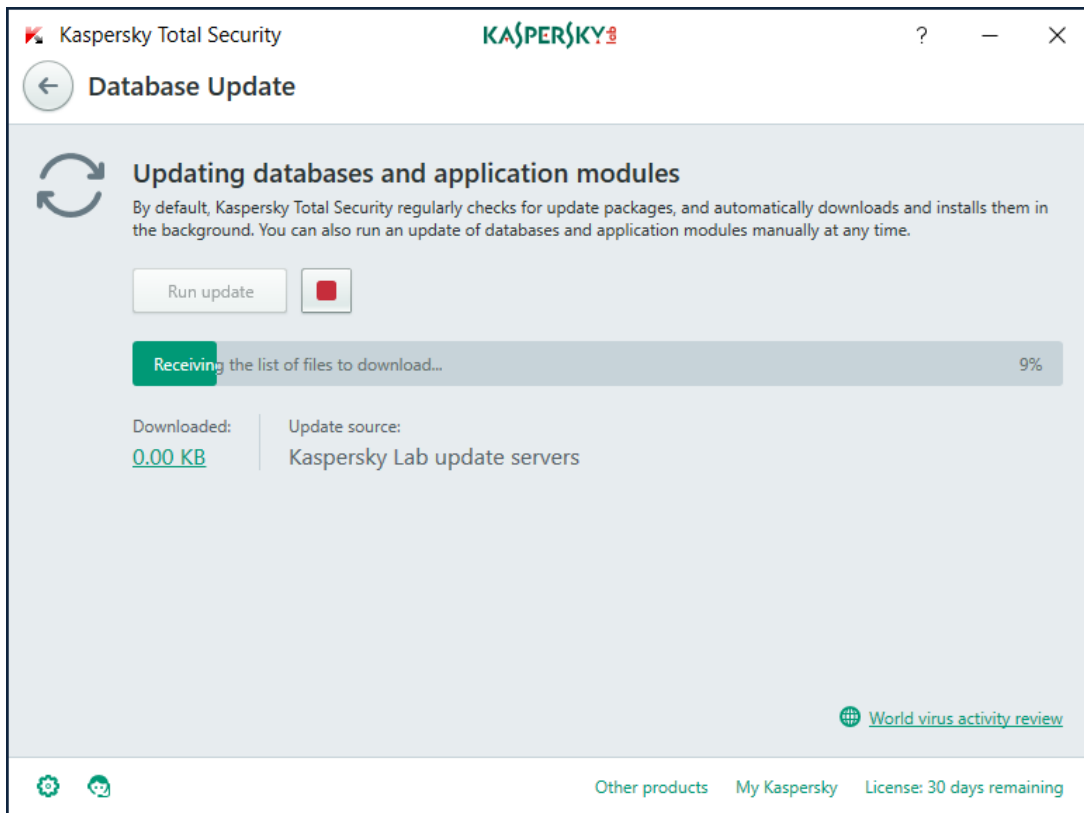 Kaspersky Total Security
KASPERSKY lab
?
Database Update
Updating databases and application modules
By default, Kaspersky Total Security regularly checks for update packages, and automatically downloads and installs them in
the background. You can also run an update of databases and application modules manually at any time.
Run update
Receiving the list of files to download... 9%
Downloaded: Update source:
0.00 KB Kaspersky Lab update servers
World virus activity review
Other products My Kaspersky License: 30 days remaining